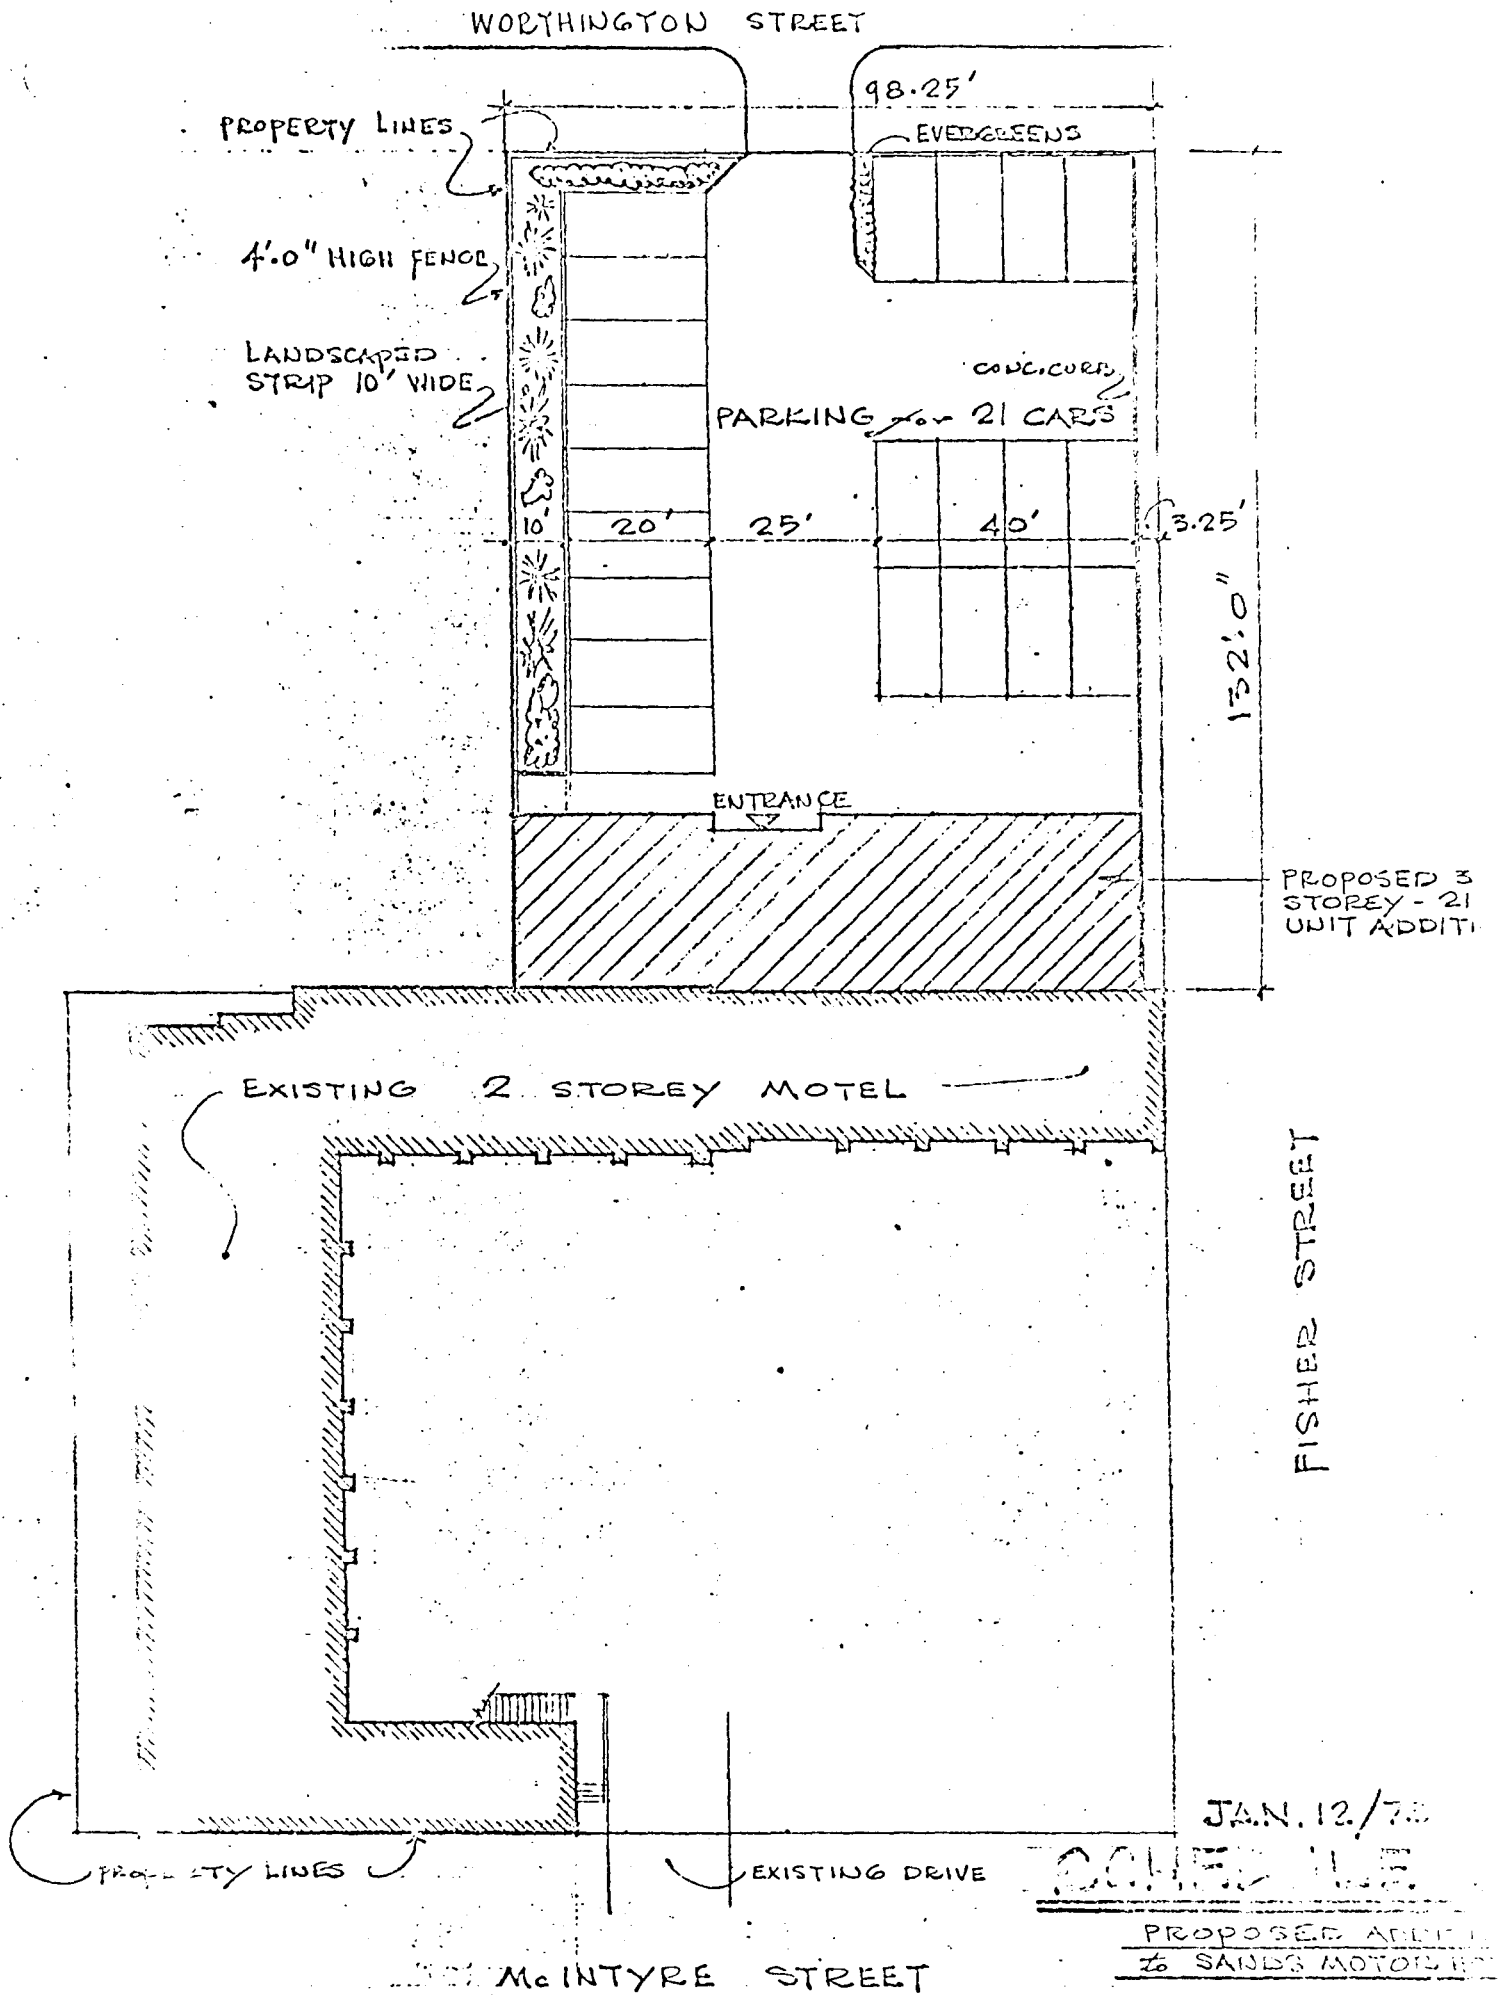 WORTHINGTON STREET
98.25'
PROPERTY LINES
EVERGREENS
4'.0" HIGH FENCE
LANDSCAPED
STRIP 10' WIDE
CONC. CURB
PARKING for 21 CARS
10' 20' 25' 40' 3.25'
132'.0"
ENTRANCE
PROPOSED 3
STOREY - 21
UNIT ADDITI
EXISTING 2 STOREY MOTEL
FISHER STREET
JAN. 12/
PROPERTY LINES
EXISTING DRIVE
PROPOSED
to SANDS MOTOR
McINTYRE STREET